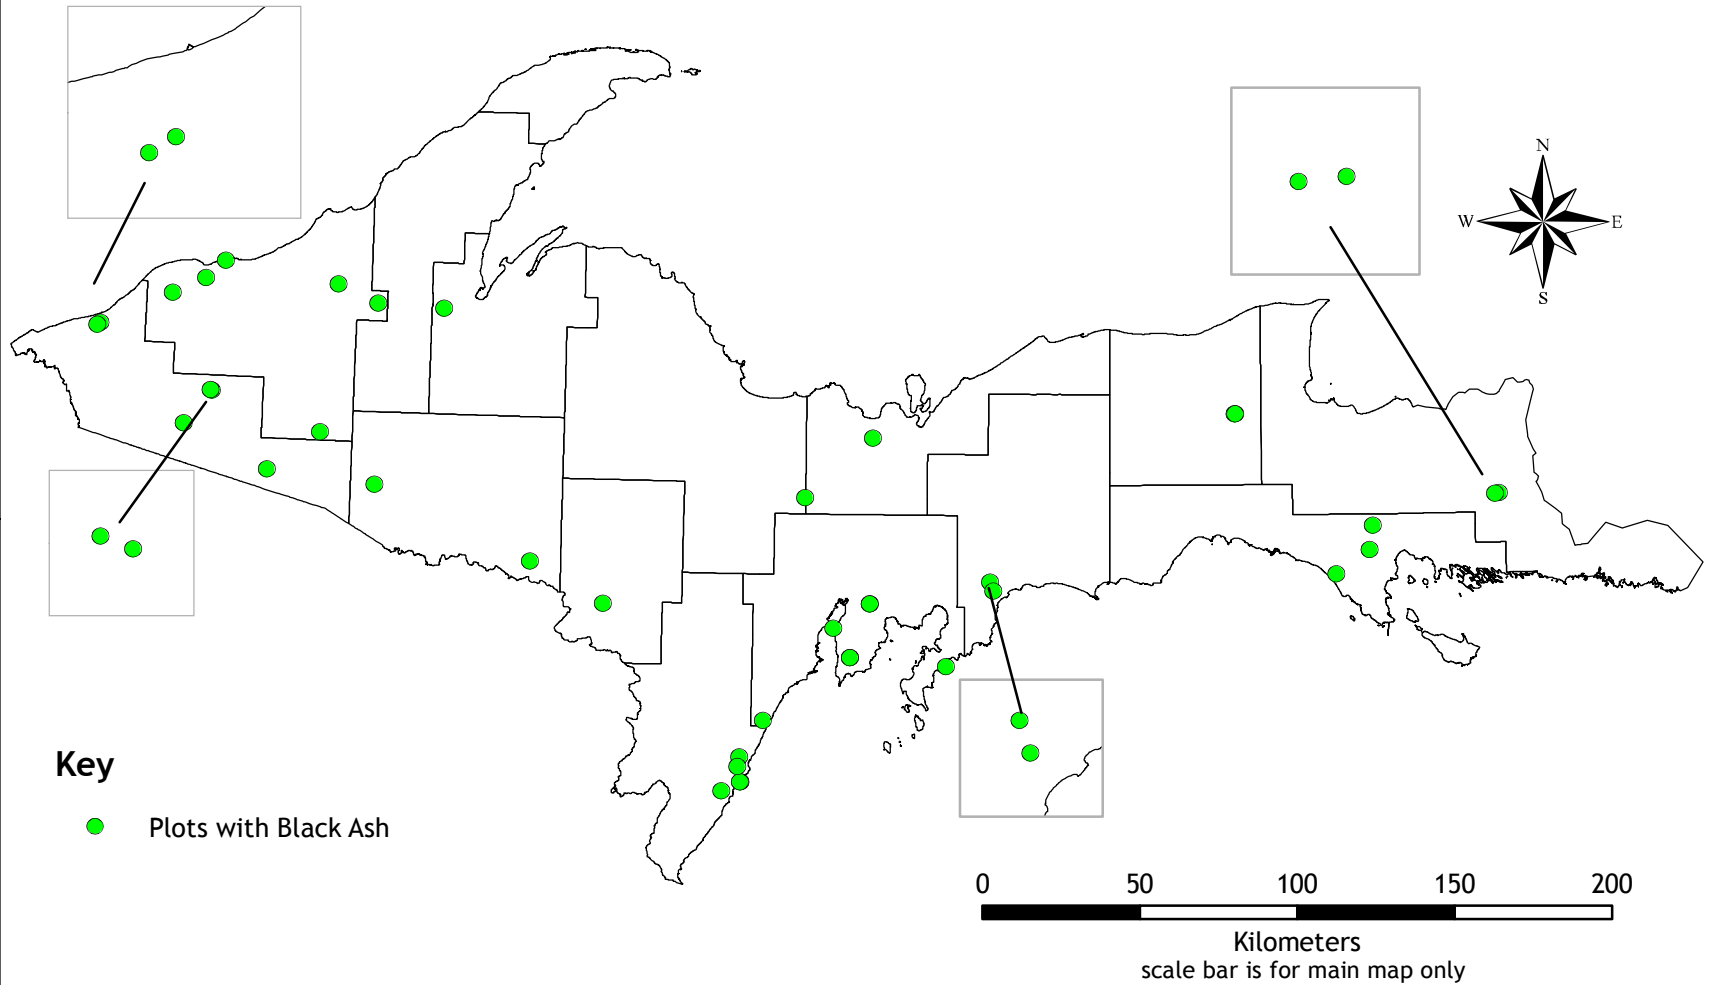 N
W
E
S
Key
Plots with Black Ash
0 50 100 150 200
Kilometers
scale bar is for main map only